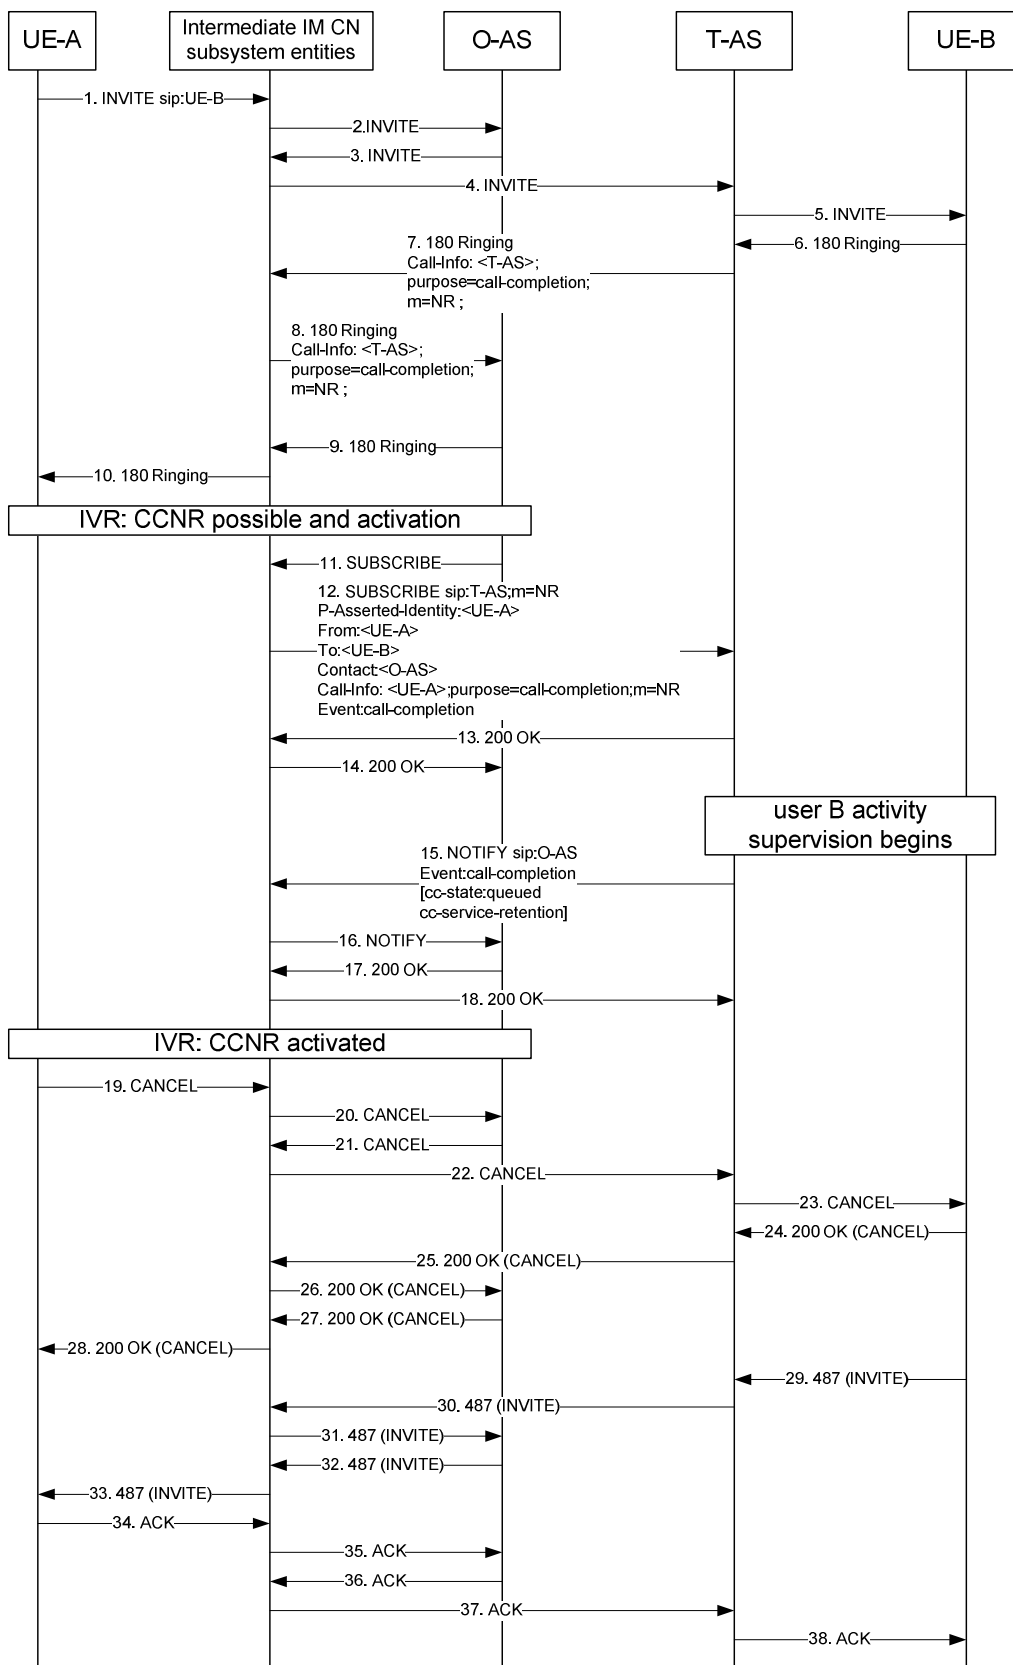 UE-A
Intermediate IM CN
subsystem entities
O-AS
T-AS
UE-B
1. INVITE sip:UE-B
2.INVITE
3. INVITE
4. INVITE
5. INVITE
6. 180 Ringing
7. 180 Ringing
Call-Info: <T-AS>;
purpose=call-completion;
m=NR ;
8. 180 Ringing
Call-Info: <T-AS>;
purpose=call-completion;
m=NR ;
9. 180 Ringing
10. 180 Ringing
IVR: CCNR possible and activation
11. SUBSCRIBE
12. SUBSCRIBE sip:T-AS;m=NR
P-Asserted-Identity:<UE-A>
From:<UE-A>
To:<UE-B>
Contact:<O-AS>
Call-Info: <UE-A>;purpose=call-completion;m=NR
Event:call-completion
13. 200 OK
14. 200 OK
user B activity
supervision begins
15. NOTIFY sip:O-AS
Event:call-completion
[cc-state:queued
cc-service-retention]
16. NOTIFY
17. 200 OK
18. 200 OK
IVR: CCNR activated
19. CANCEL
20. CANCEL
21. CANCEL
22. CANCEL
23. CANCEL
24. 200 OK (CANCEL)
25. 200 OK (CANCEL)
26. 200 OK (CANCEL)
27. 200 OK (CANCEL)
28. 200 OK (CANCEL)
29. 487 (INVITE)
30. 487 (INVITE)
31. 487 (INVITE)
32. 487 (INVITE)
33. 487 (INVITE)
34. ACK
35. ACK
36. ACK
37. ACK
38. ACK